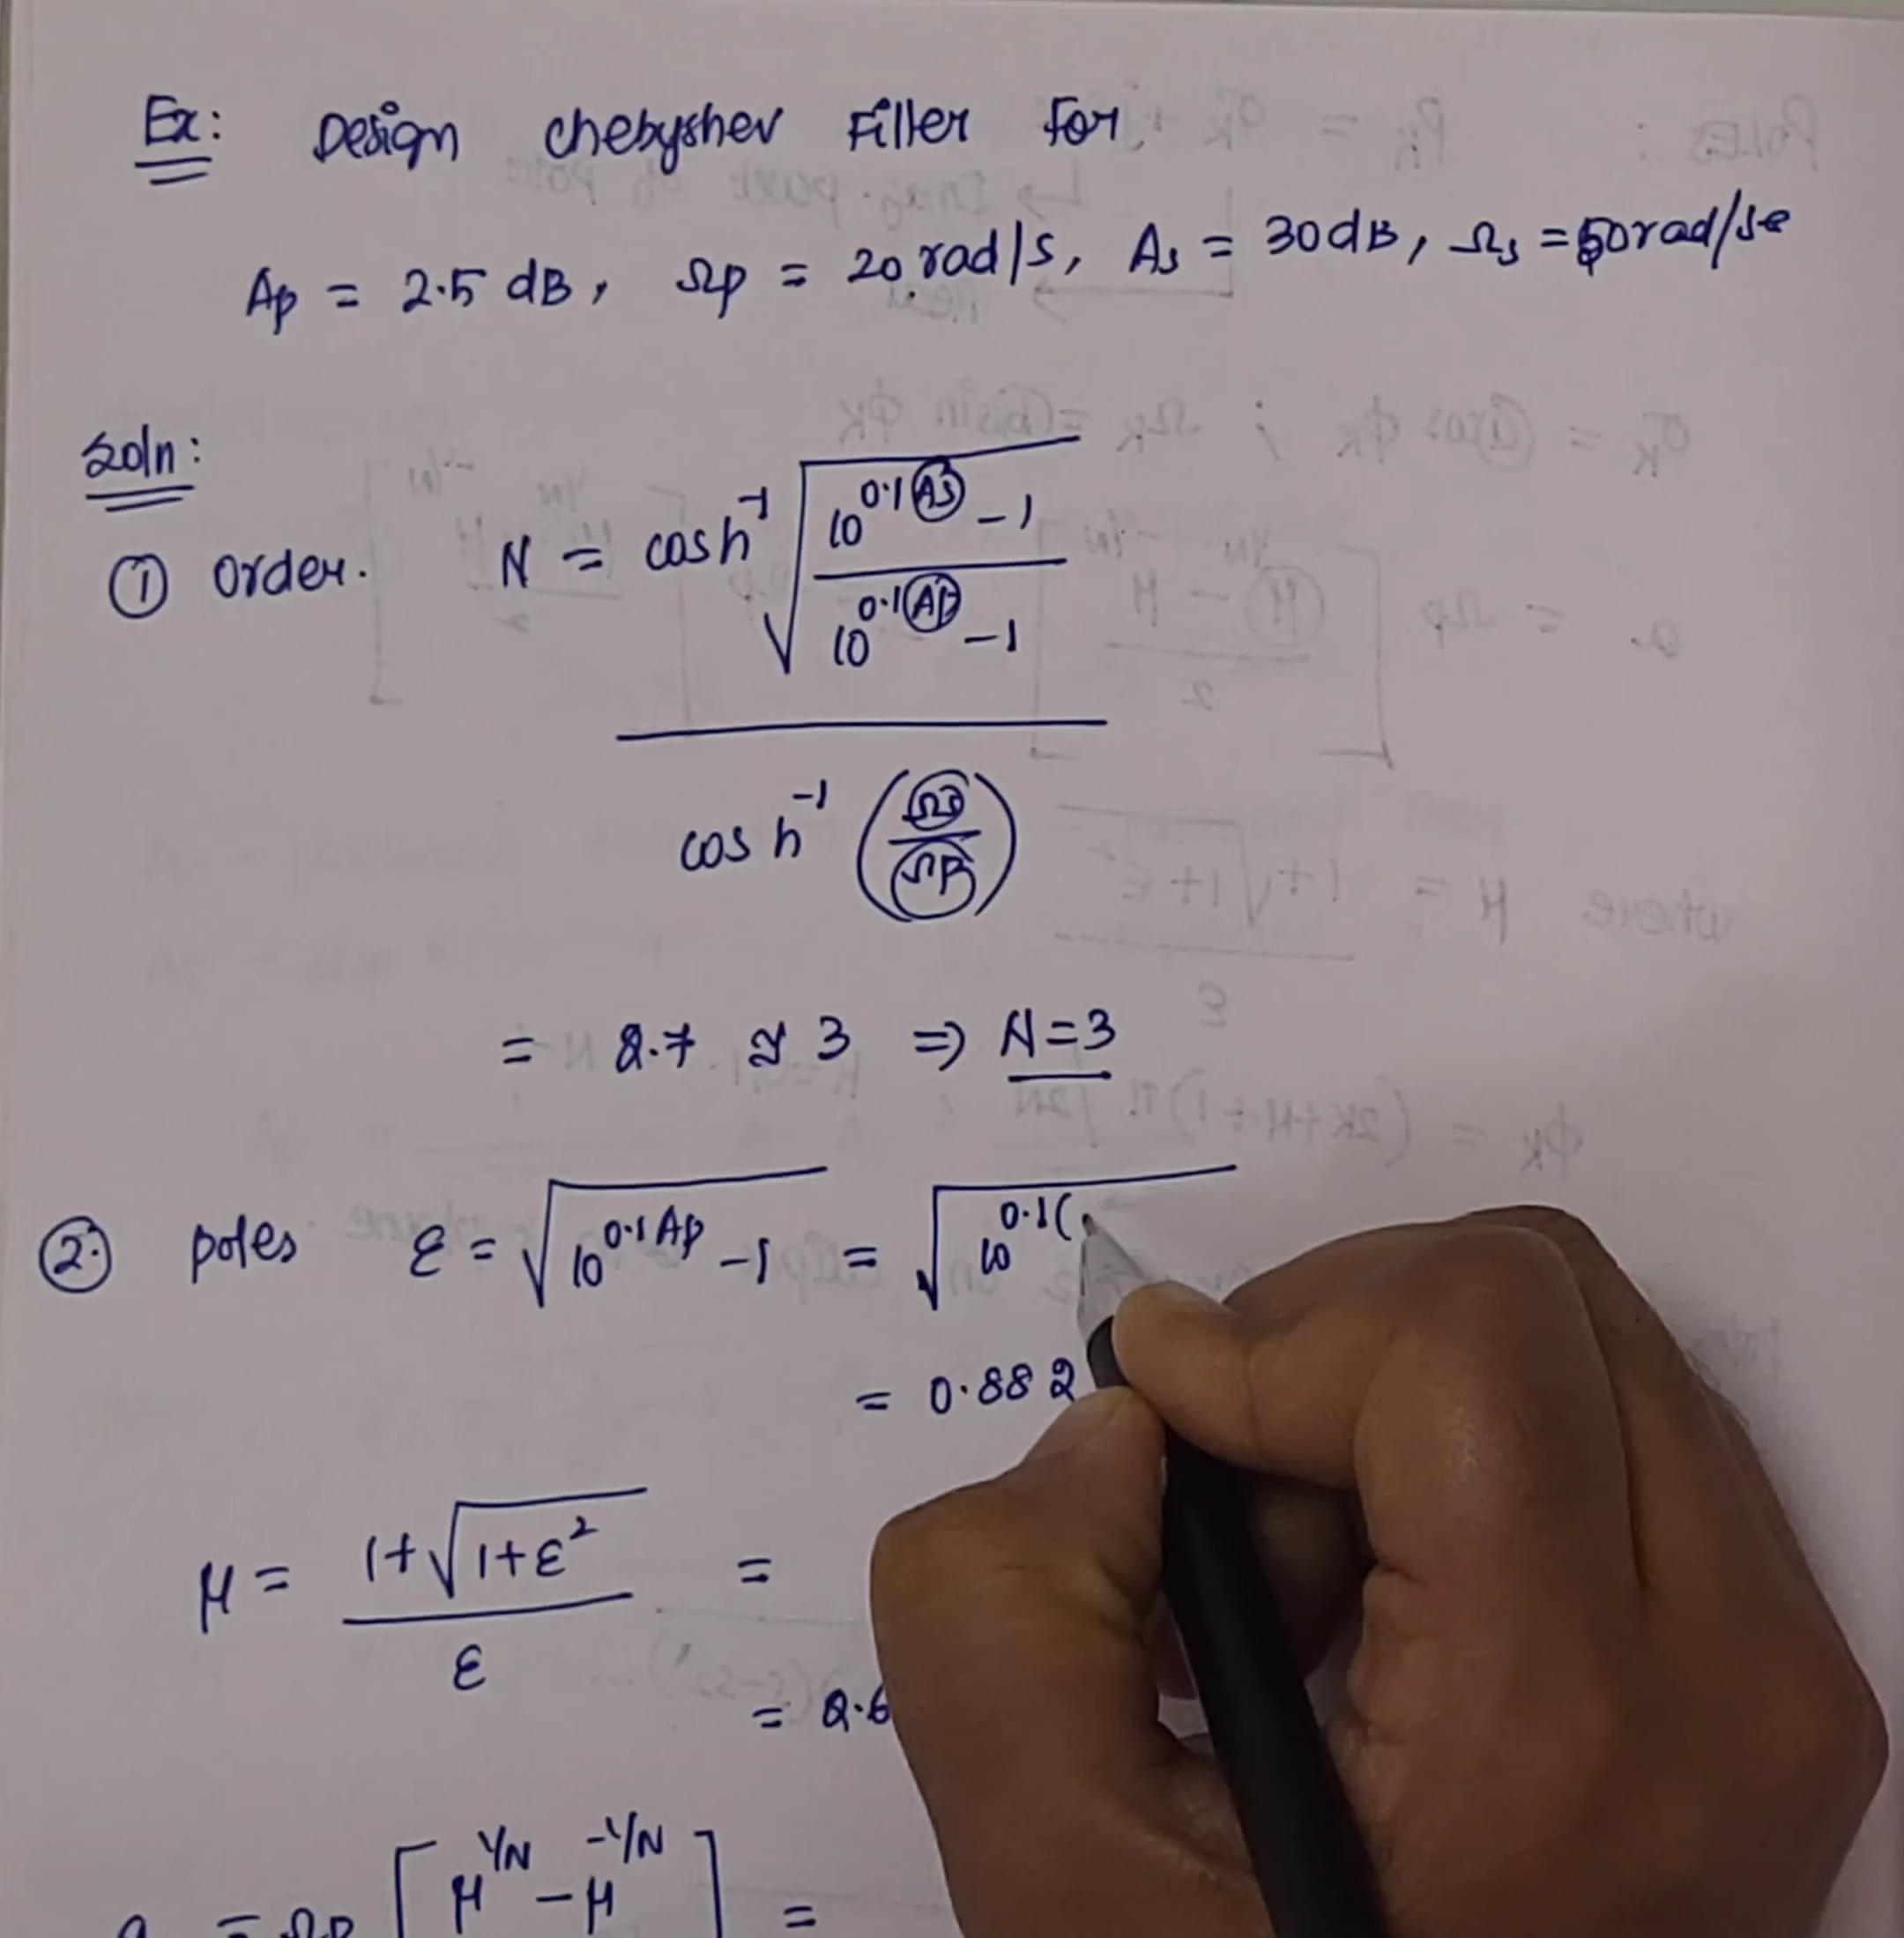 Ex: Design chebyshev Filter For
Ap = 2.5 dB, Ωp = 20 rad/s, As = 30 dB, Ωs = 50 rad/se
Soln:
① order. N = cosh⁻¹ √((10^0.1(As) - 1)/(10^0.1(Ap) - 1))
cosh⁻¹ (Ωs/Ωp)
= 2.7 ≈ 3 ⇒ N = 3
② poles ε = √(10^0.1Ap - 1) = √(10^0.1(
= 0.882
μ = (1+√(1+ε²))/ε =
= 2.6
= Ωp [μ^1/N - μ^-1/N] =